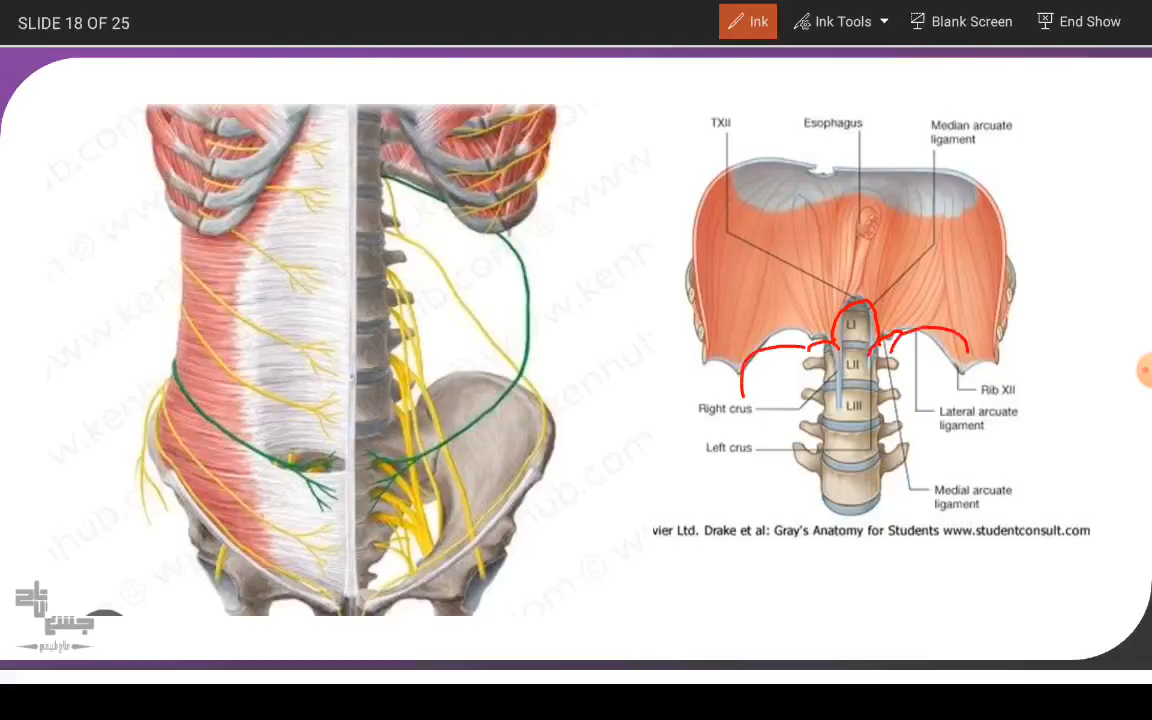 SLIDE 18 OF 25
Ink
Ink Tools
Blank Screen
End Show
TXII
Esophagus
Median arcuate
ligament
LI
LII
LIII
Right crus
Left crus
Rib XII
Lateral arcuate
ligament
Medial arcuate
ligament
vier Ltd. Drake et al: Gray's Anatomy for Students www.studentconsult.com